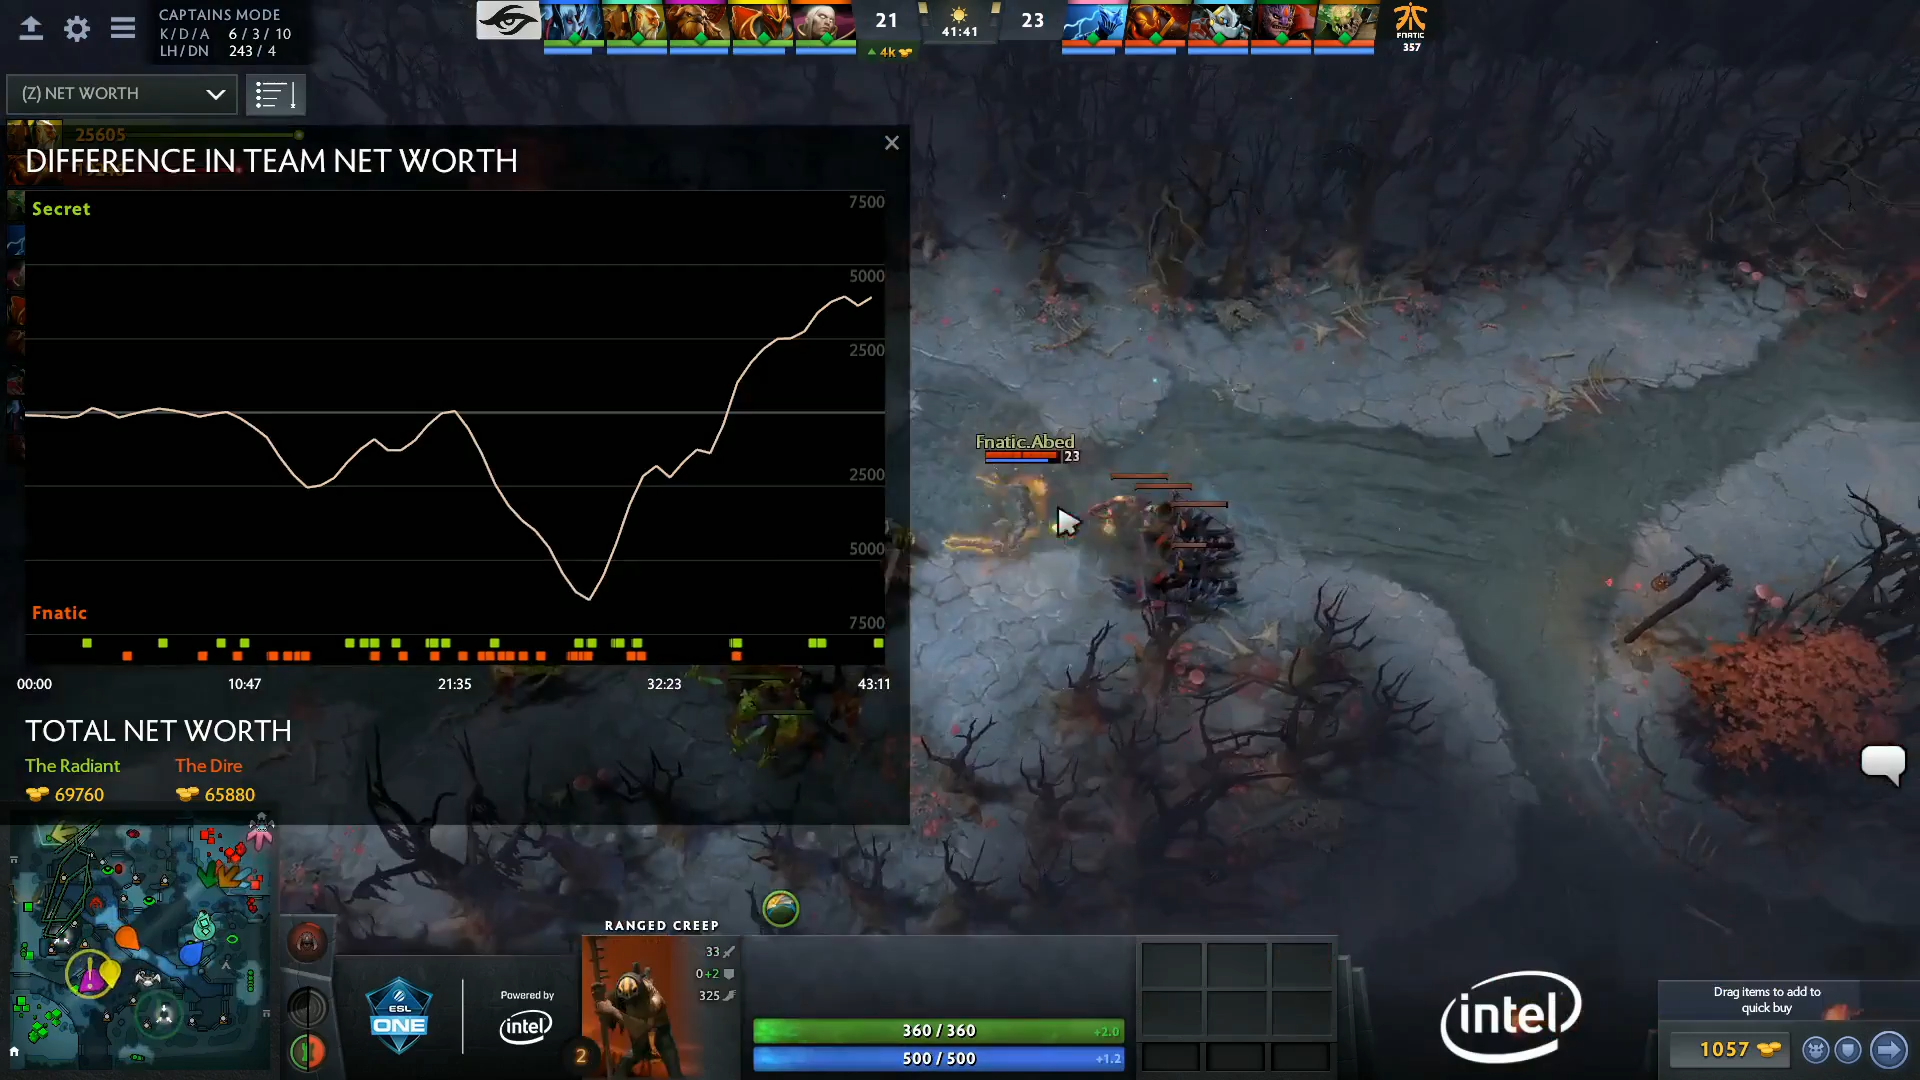 CAPTAINS MODE
K / D / A 6 / 3 / 10
LH / DN 243 / 4
21
41:41
23
4k
FNATIC
357
(Z) NET WORTH
25605
DIFFERENCE IN TEAM NET WORTH
Secret
7500
5000
2500
2500
5000
Fnatic
7500
00:00
10:47
21:35
32:23
43:11
TOTAL NET WORTH
The Radiant
The Dire
69760
65880
Fnatic.Abed
23
RANGED CREEP
33
0+2
325
2
360 / 360
+2.0
500 / 500
+1.2
ESL
ONE
Powered by
intel
intel
Drag items to add to
quick buy
1057